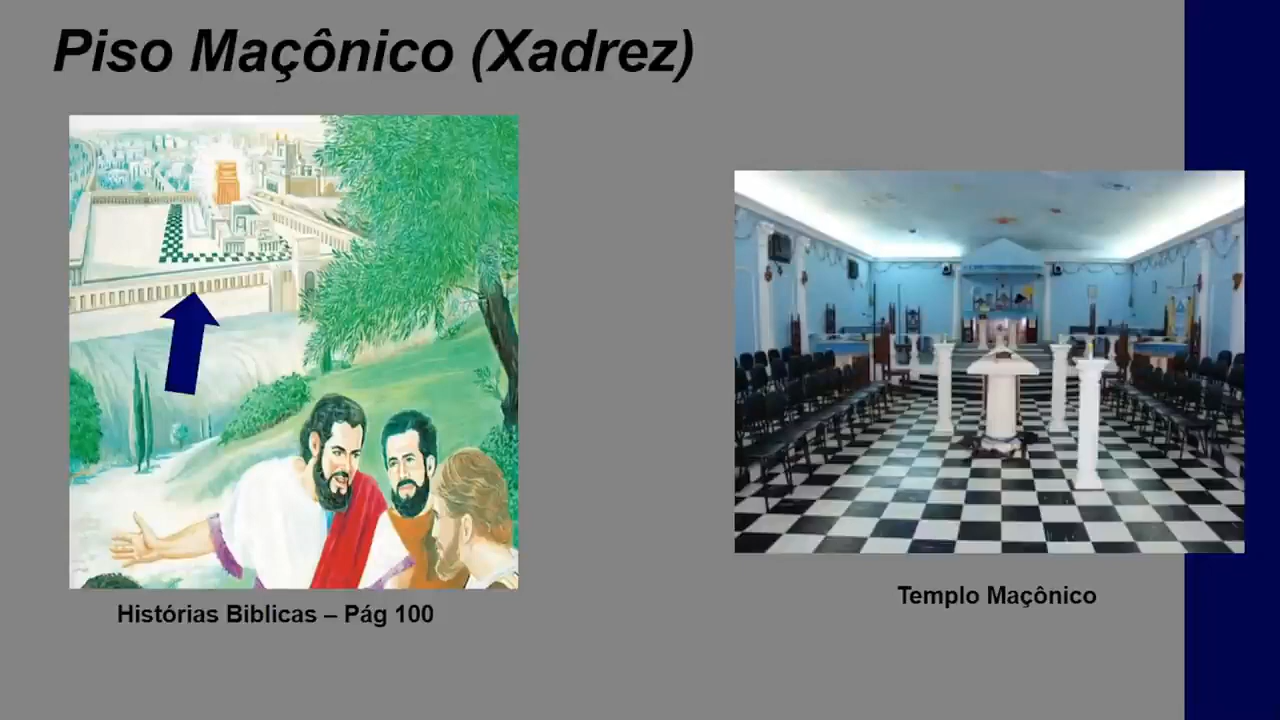 Piso Maçônico (Xadrez)
Histórias Biblicas – Pág 100
Templo Maçônico